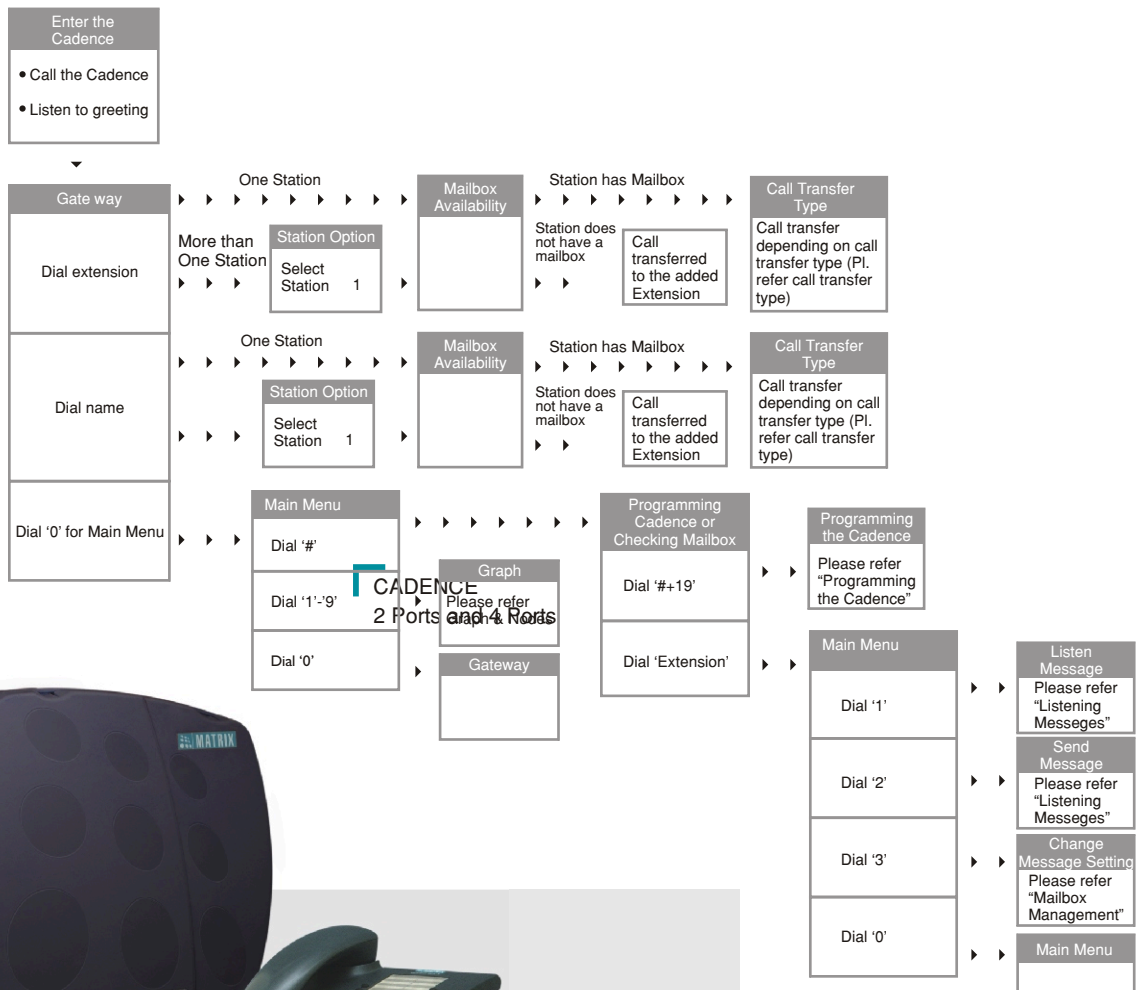 Enter the
Cadence
• Call the Cadence
• Listen to greeting
Gate way
Dial extension
One Station
More than
One Station
Station Option
Select
Station 1
Mailbox
Availability
Station has Mailbox
Station does
not have a
mailbox
Call
transferred
to the added
Extension
Call Transfer
Type
Call transfer
depending on call
transfer type (Pl.
refer call transfer
type)
Dial name
One Station
Station Option
Select
Station 1
Mailbox
Availability
Station has Mailbox
Station does
not have a
mailbox
Call
transferred
to the added
Extension
Call Transfer
Type
Call transfer
depending on call
transfer type (Pl.
refer call transfer
type)
Dial ‘0’ for Main Menu
Main Menu
Dial ‘#’
Dial ‘1’-’9’
Dial ‘0’
Graph
Please refer
Graph & Nodes
CADENCE
2 Ports and 4 Ports
Gateway
Programming
Cadence or
Checking Mailbox
Dial ‘#+19’
Dial ‘Extension’
Programming
the Cadence
Please refer
“Programming
the Cadence”
Main Menu
Dial ‘1’
Dial ‘2’
Dial ‘3’
Dial ‘0’
Listen
Message
Please refer
“Listening
Messeges”
Send
Message
Please refer
“Listening
Messeges”
Change
Message Setting
Please refer
“Mailbox
Management”
Main Menu
MATRIX